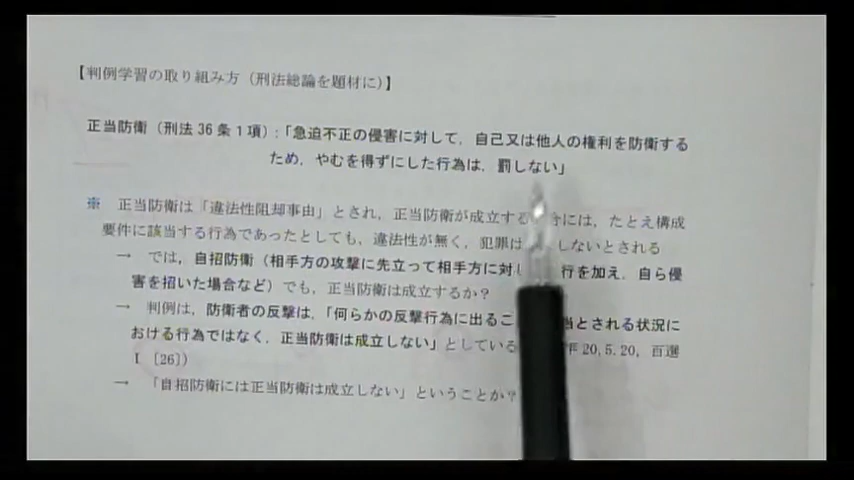 【判例学習の取り組み方（刑法総論を題材に）】
正当防衛（刑法 36 条 1 項）:「急迫不正の侵害に対して，自己又は他人の権利を防衛する
ため，やむを得ずにした行為は，罰しない」
※ 正当防衛は「違法性阻却事由」とされ，正当防衛が成立する 合には，たとえ構成
要件に該当する行為であったとしても，違法性が無く，犯罪は しないとされる
→ では，自招防衛（相手方の攻撃に先立って相手方に対し 行を加え，自ら侵
害を招いた場合など）でも，正当防衛は成立するか？
→ 判例は，防衛者の反撃は，「何らかの反撃行為に出るこ 当とされる状況に
おける行為ではなく，正当防衛は成立しない」としている 20,5.20，百選
I〔26〕）
→ 「自招防衛には正当防衛は成立しない」ということか？